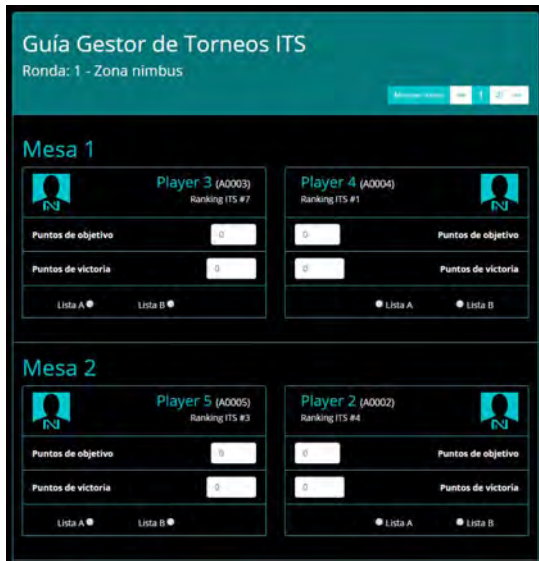 Guía Gestor de Torneos ITS
Ronda: 1 - Zona nimbus
1
Mesa 1
Player 3 (A0003)
Ranking ITS #7
Puntos de objetivo 0
Puntos de victoria 0
Lista A Lista B
Player 4 (A0004)
Ranking ITS #1
0 Puntos de objetivo
0 Puntos de victoria
Lista A Lista B
Mesa 2
Player 5 (A0005)
Ranking ITS #3
Puntos de objetivo 0
Puntos de victoria 0
Lista A Lista B
Player 2 (A0002)
Ranking ITS #4
0 Puntos de objetivo
0 Puntos de victoria
Lista A Lista B